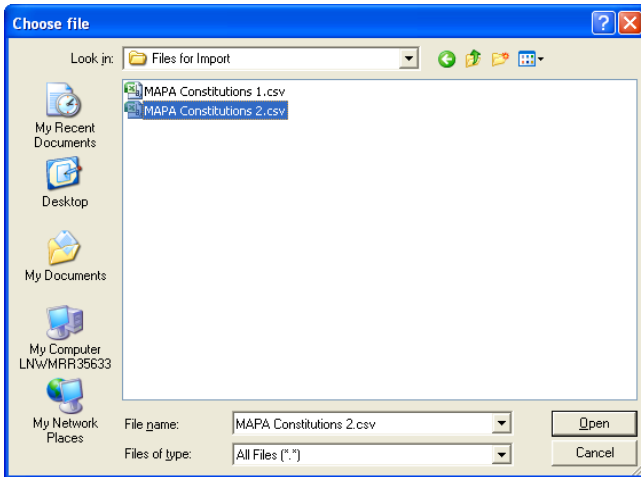 Choose file
Look in:
Files for Import
MAPA Constitutions 1.csv
MAPA Constitutions 2.csv
My Recent
Documents
Desktop
My Documents
My Computer
LNWMRR35633
My Network
Places
File name:
MAPA Constitutions 2.csv
Open
Files of type:
All Files (*.*)
Cancel